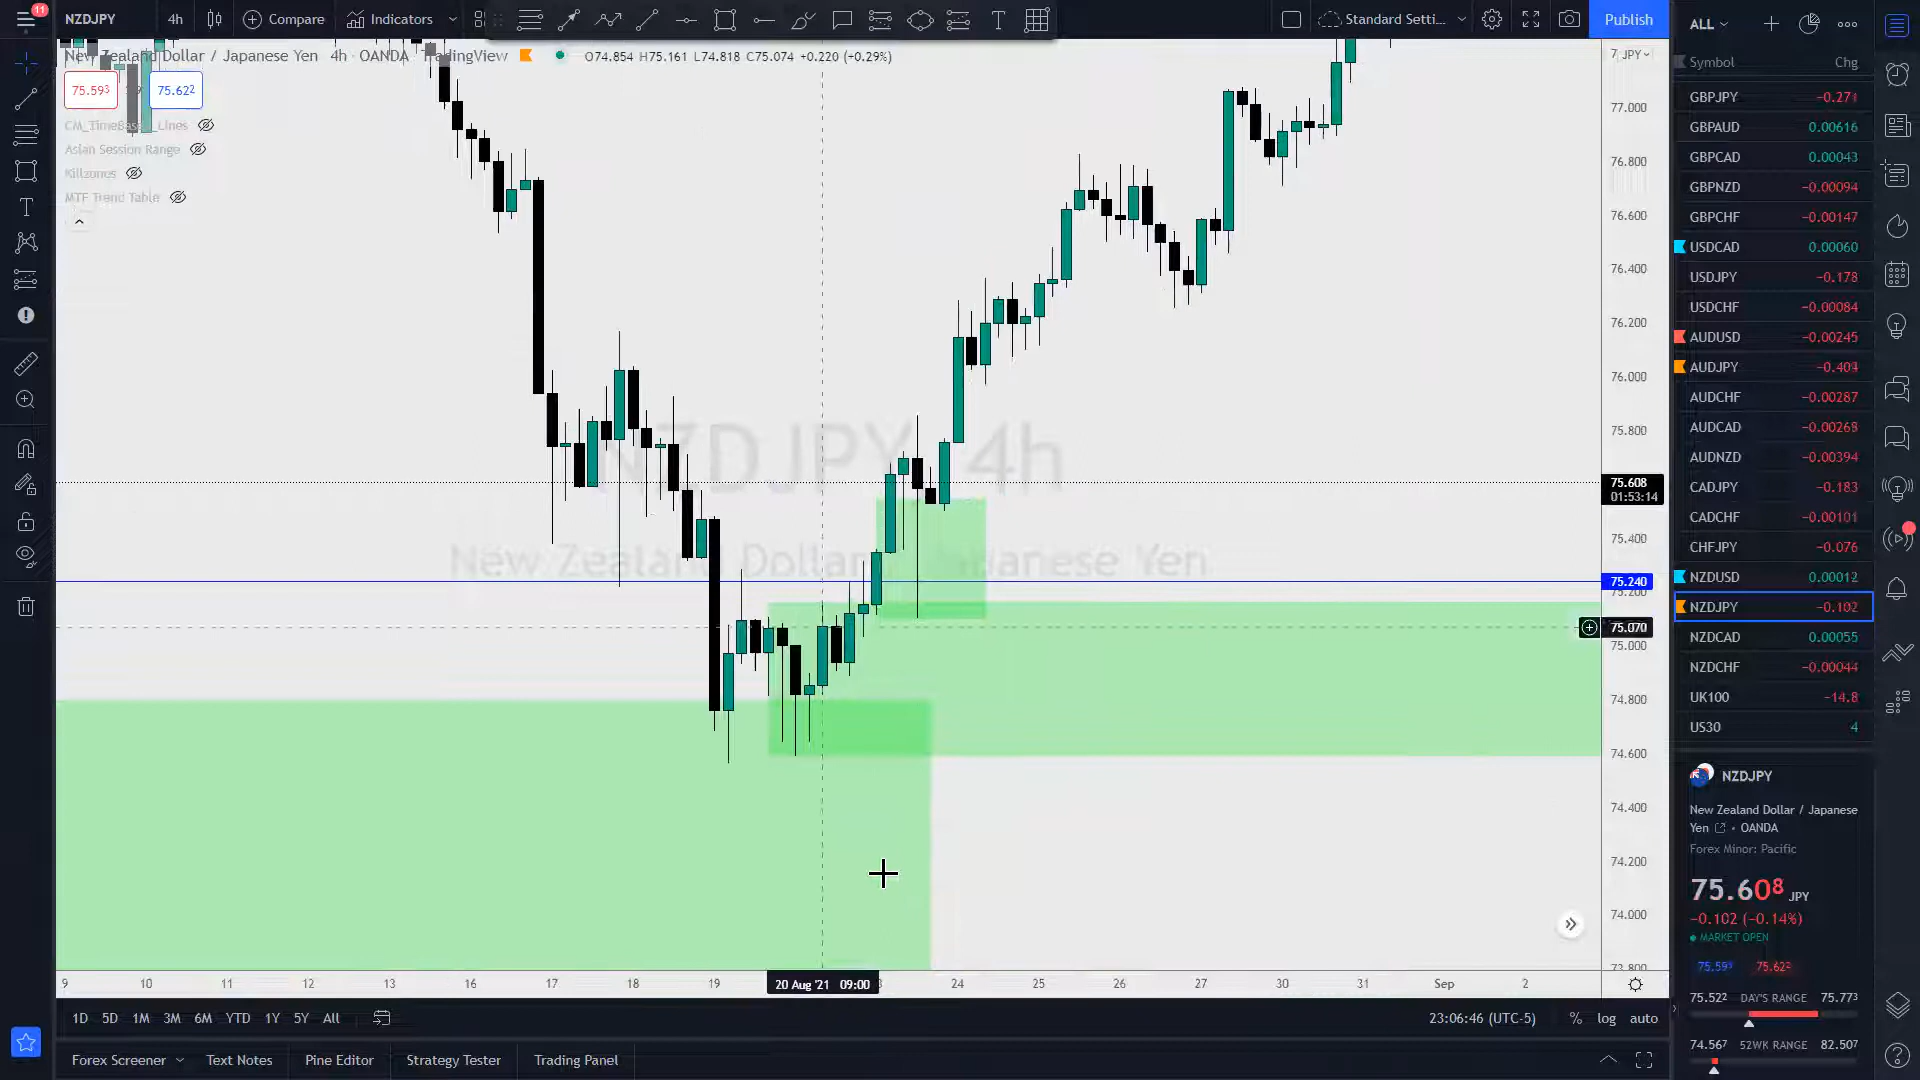 11
NZDJPY 4h Compare Indicators Standard Setti... Publish
New Zealand Dollar / Japanese Yen 4h · OANDA TradingView O74.854 H75.161 L74.818 C75.074 +0.220 (+0.29%)
75.593 75.622
Asian Session Range
Killzones
MTF Trend Table
NZDJPY 4h
New Zealand Dollar Japanese Yen
JPY
77.000
76.800
76.600
76.400
76.200
76.000
75.800
75.608
01:53:14
75.400
75.240
75.200
75.070
75.000
74.800
74.600
74.400
74.200
74.000
73.800
9 10 11 12 13 16 17 18 19 20 Aug '21 09:00 24 25 26 27 30 31 Sep 2
1D 5D 1M 3M 6M YTD 1Y 5Y All 23:06:46 (UTC-5) % log auto
Forex Screener Text Notes Pine Editor Strategy Tester Trading Panel
ALL
Symbol Chg
GBPJPY −0.271
GBPAUD 0.00616
GBPCAD 0.00043
GBPNZD −0.00094
GBPCHF −0.00147
USDCAD 0.00060
USDJPY −0.178
USDCHF −0.00084
AUDUSD −0.00245
AUDJPY −0.409
AUDCHF −0.00287
AUDCAD −0.00268
AUDNZD −0.00394
CADJPY −0.183
CADCHF −0.00101
CHFJPY −0.076
NZDUSD 0.00012
NZDJPY −0.102
NZDCAD 0.00055
NZDCHF −0.00044
UK100 −14.8
US30 4
NZDJPY
New Zealand Dollar / Japanese
Yen · OANDA
Forex Minor: Pacific
75.608 JPY
−0.102 (−0.14%)
MARKET OPEN
75.593 75.622
75.522 DAY'S RANGE 75.773
74.567 52WK RANGE 82.507